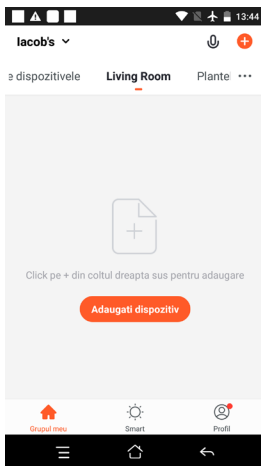 13:44
Iacob's
e dispozitivele Living Room Plante
Click pe + din coltul dreapta sus pentru adaugare
Adaugati dispozitiv
Grupul meu Smart Profil